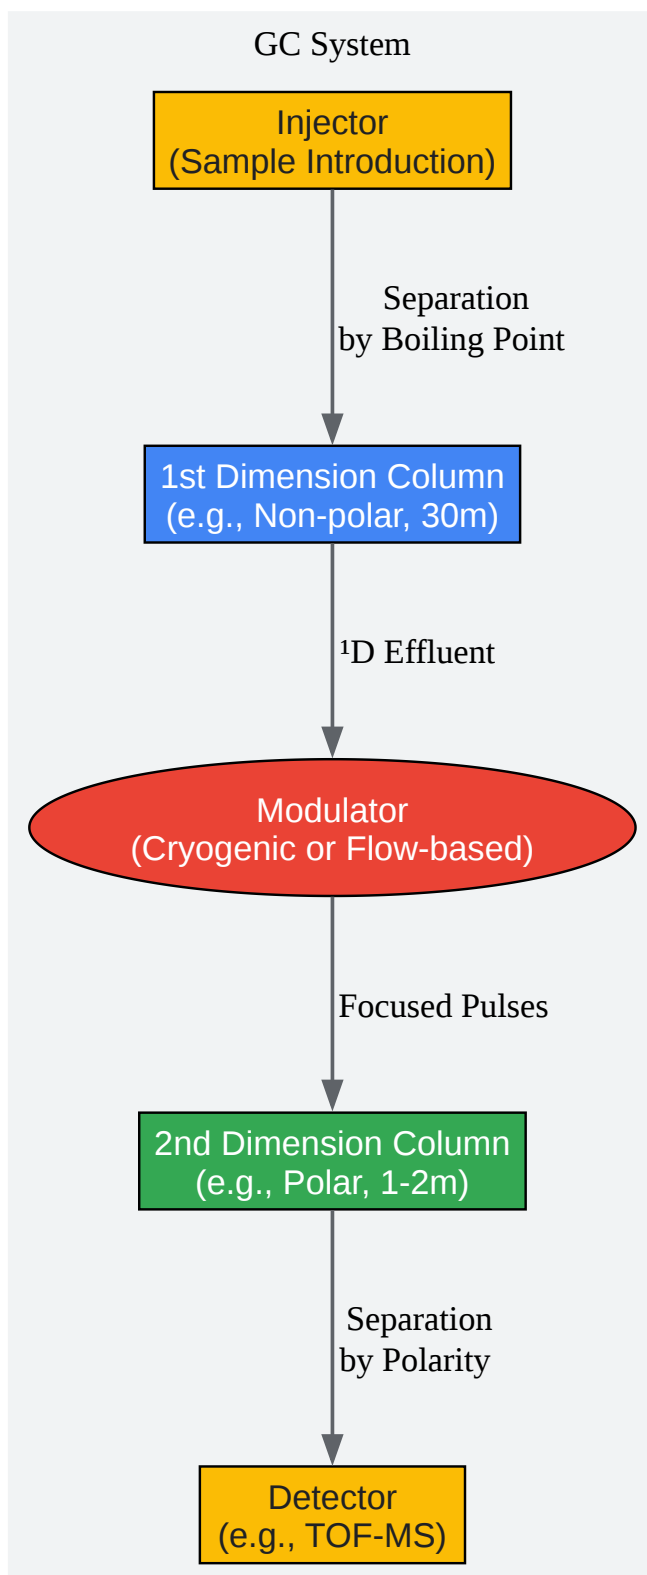 GC System
Injector
(Sample Introduction)
Separation
by Boiling Point
1st Dimension Column
(e.g., Non-polar, 30m)
¹D Effluent
Modulator
(Cryogenic or Flow-based)
Focused Pulses
2nd Dimension Column
(e.g., Polar, 1-2m)
Separation
by Polarity
Detector
(e.g., TOF-MS)